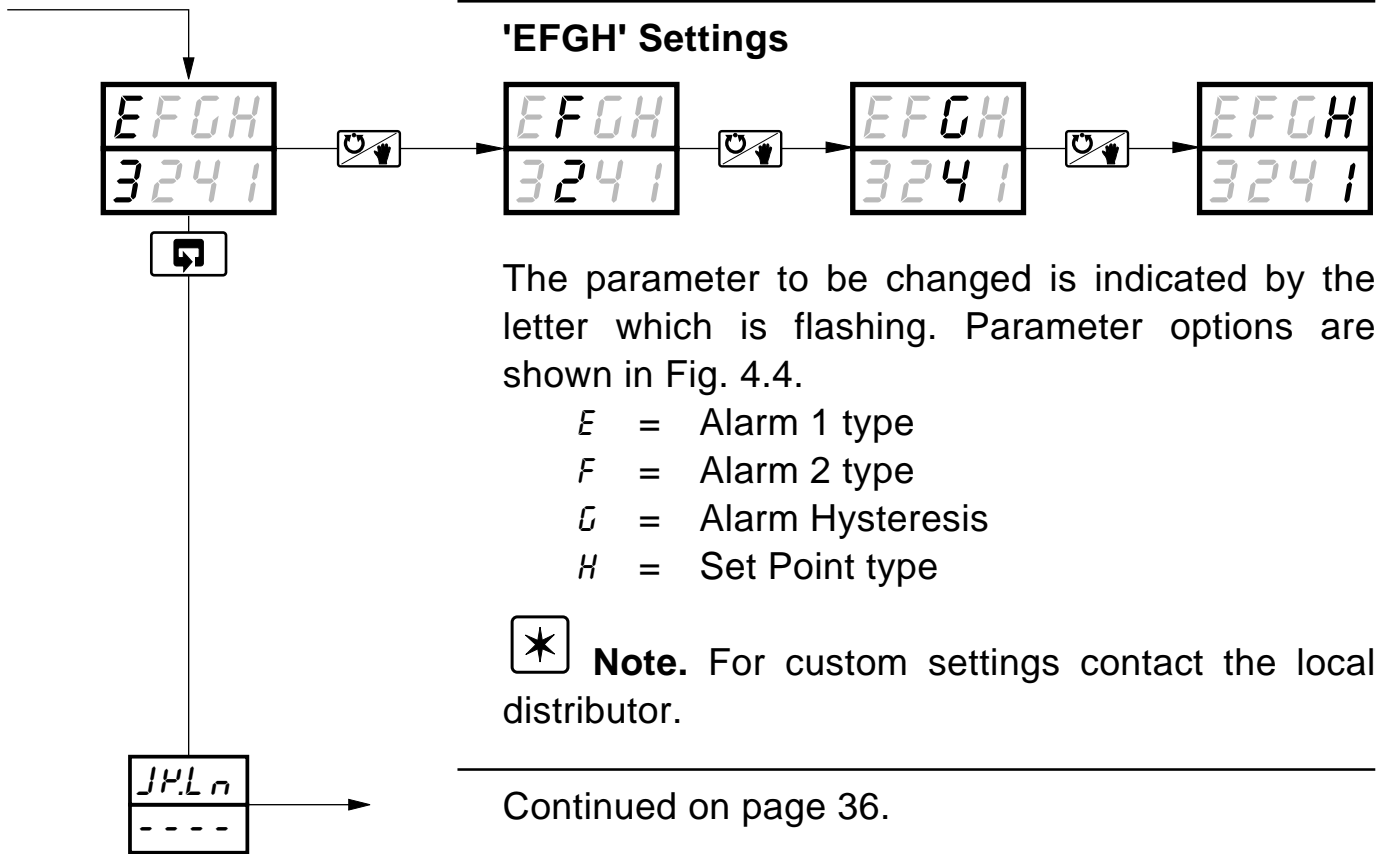 'EFGH' Settings
EFGH EFGH EFGH EFGH
3241 3241 3241 3241
The parameter to be changed is indicated by the
letter which is flashing. Parameter options are
shown in Fig. 4.4.
E = Alarm 1 type
F = Alarm 2 type
G = Alarm Hysteresis
H = Set Point type
Note. For custom settings contact the local
distributor.
- - - -
Continued on page 36.